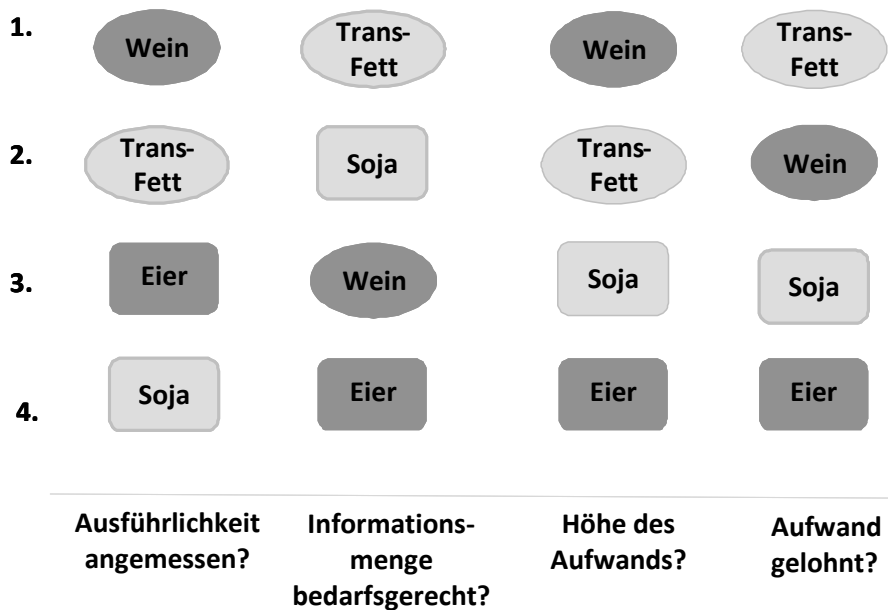 1.
Wein
Trans-
Fett
Wein
Trans-
Fett
2.
Trans-
Fett
Soja
Trans-
Fett
Wein
3.
Eier
Wein
Soja
Soja
4.
Soja
Eier
Eier
Eier
Ausführlichkeit
angemessen?
Informations-
menge
bedarfsgerecht?
Höhe des
Aufwands?
Aufwand
gelohnt?